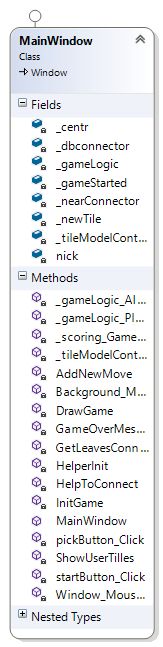 MainWindow
Class
Window
Fields
_centr
_dbconnector
_gameLogic
_gameStarted
_nearConnector
_newTile
_tileModelCont...
nick
Methods
_gameLogic_AI...
_gameLogic_Pl...
_scoring_Game...
_tileModelCont...
AddNewMove
Background_M...
DrawGame
GameOverMes...
GetLeavesConn...
HelperInit
HelpToConnect
InitGame
MainWindow
pickButton_Click
ShowUserTilles
startButton_Click
Window_Mous...
Nested Types